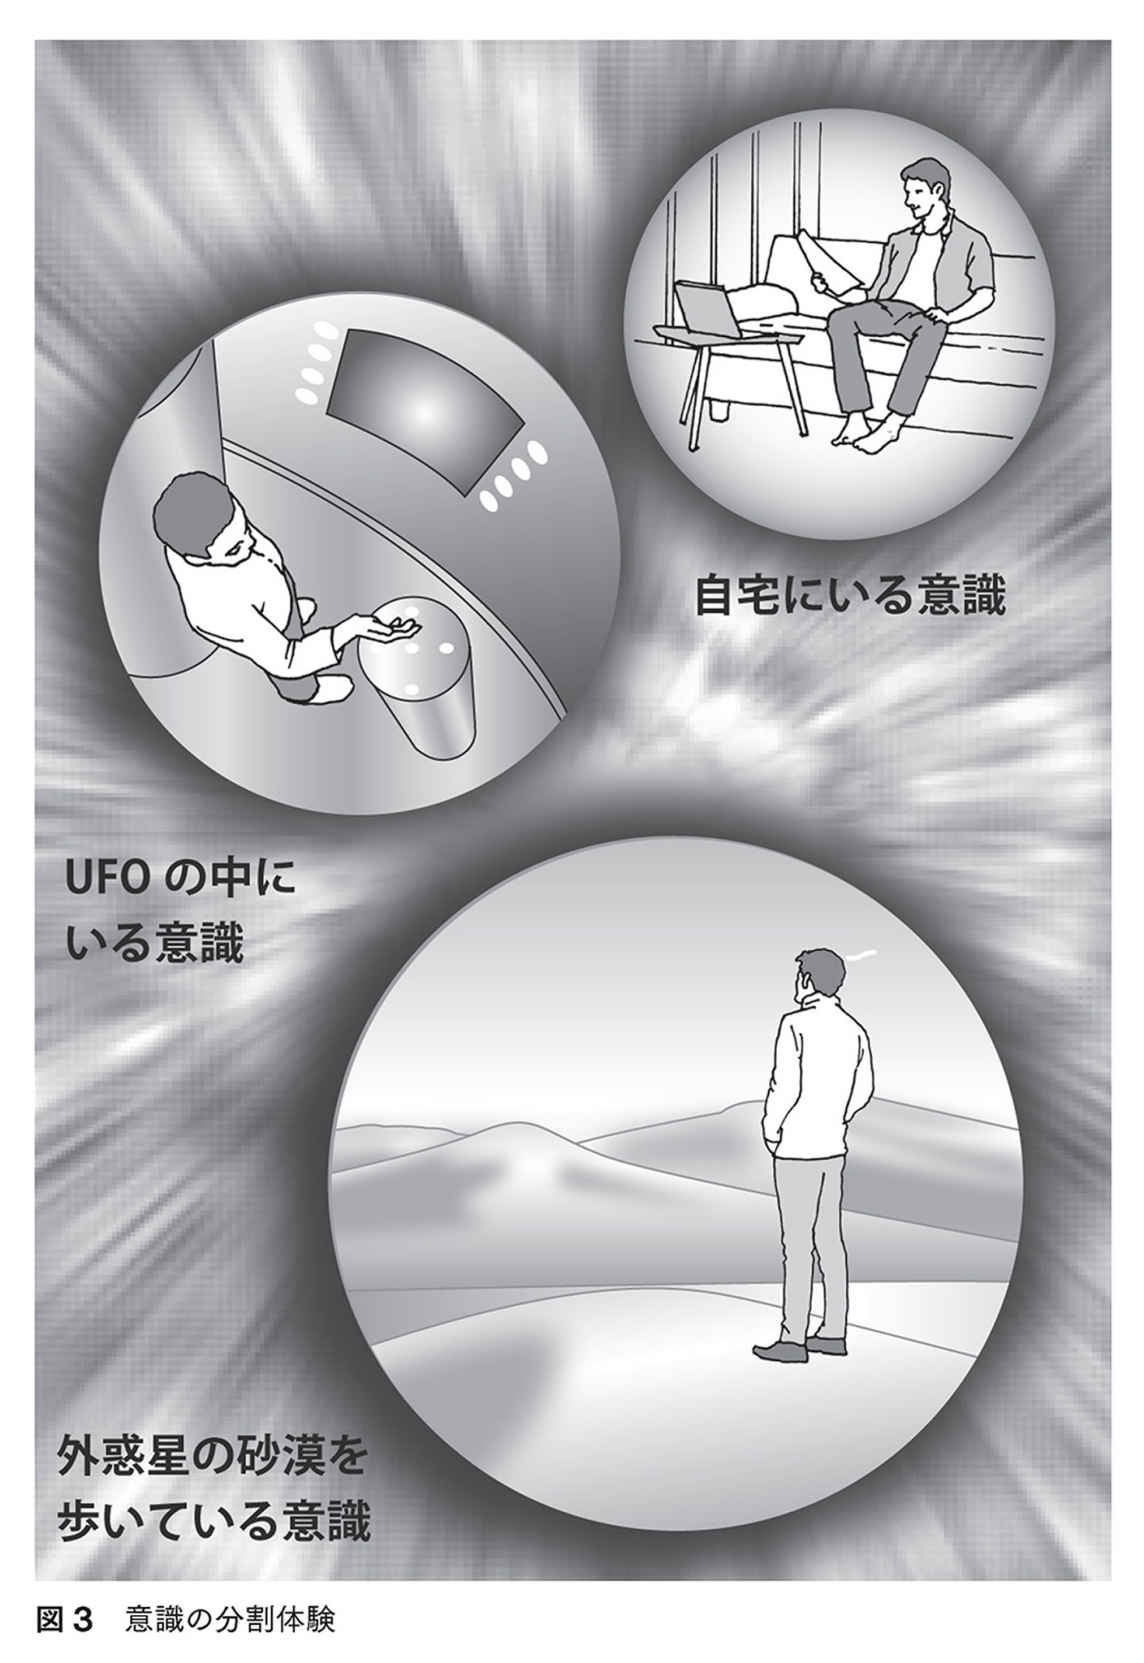 自宅にいる意識
UFO の中に
いる意識
外惑星の砂漠を
歩いている意識
図 3　意識の分割体験